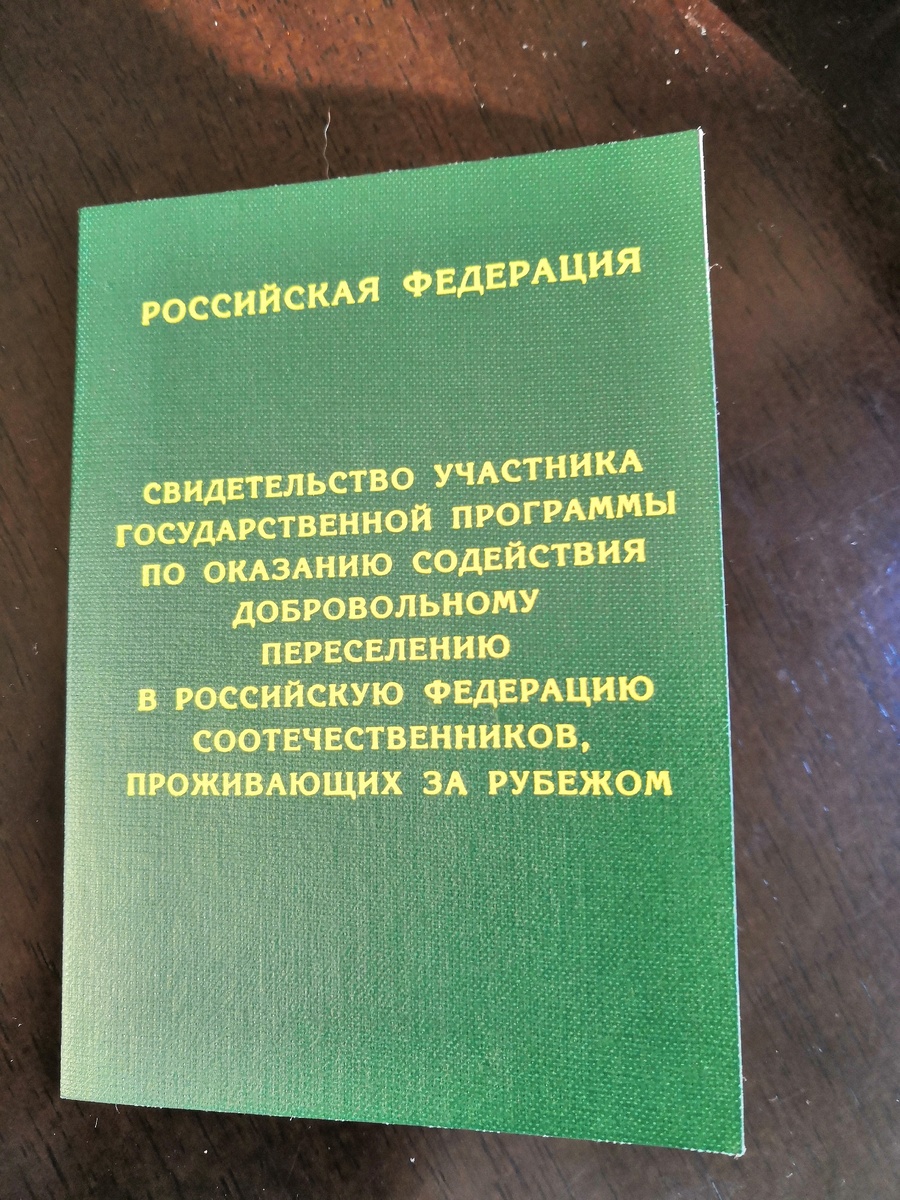 РОССИЙСКАЯ ФЕДЕРАЦИЯ
СВИДЕТЕЛЬСТВО УЧАСТНИКА
ГОСУДАРСТВЕННОЙ ПРОГРАММЫ
ПО ОКАЗАНИЮ СОДЕЙСТВИЯ
ДОБРОВОЛЬНОМУ
ПЕРЕСЕЛЕНИЮ
В РОССИЙСКУЮ ФЕДЕРАЦИЮ
СООТЕЧЕСТВЕННИКОВ,
ПРОЖИВАЮЩИХ ЗА РУБЕЖОМ